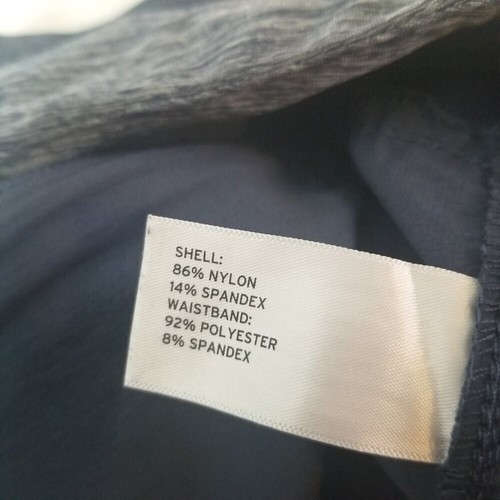 SHELL:
86% NYLON
14% SPANDEX
WAISTBAND:
92% POLYESTER
8% SPANDEX